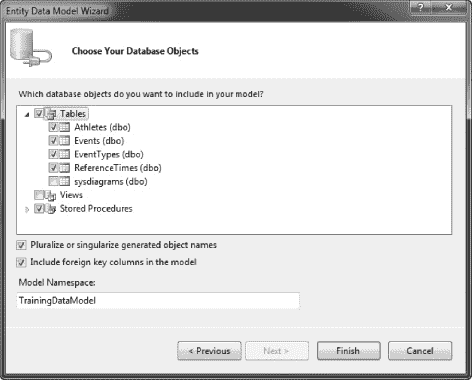 Entity Data Model Wizard
Choose Your Database Objects
Which database objects do you want to include in your model?
Tables
Athletes (dbo)
Events (dbo)
EventTypes (dbo)
ReferenceTimes (dbo)
sysdiagrams (dbo)
Views
Stored Procedures
Pluralize or singularize generated object names
Include foreign key columns in the model
Model Namespace:
TrainingDataModel
< Previous Next > Finish Cancel